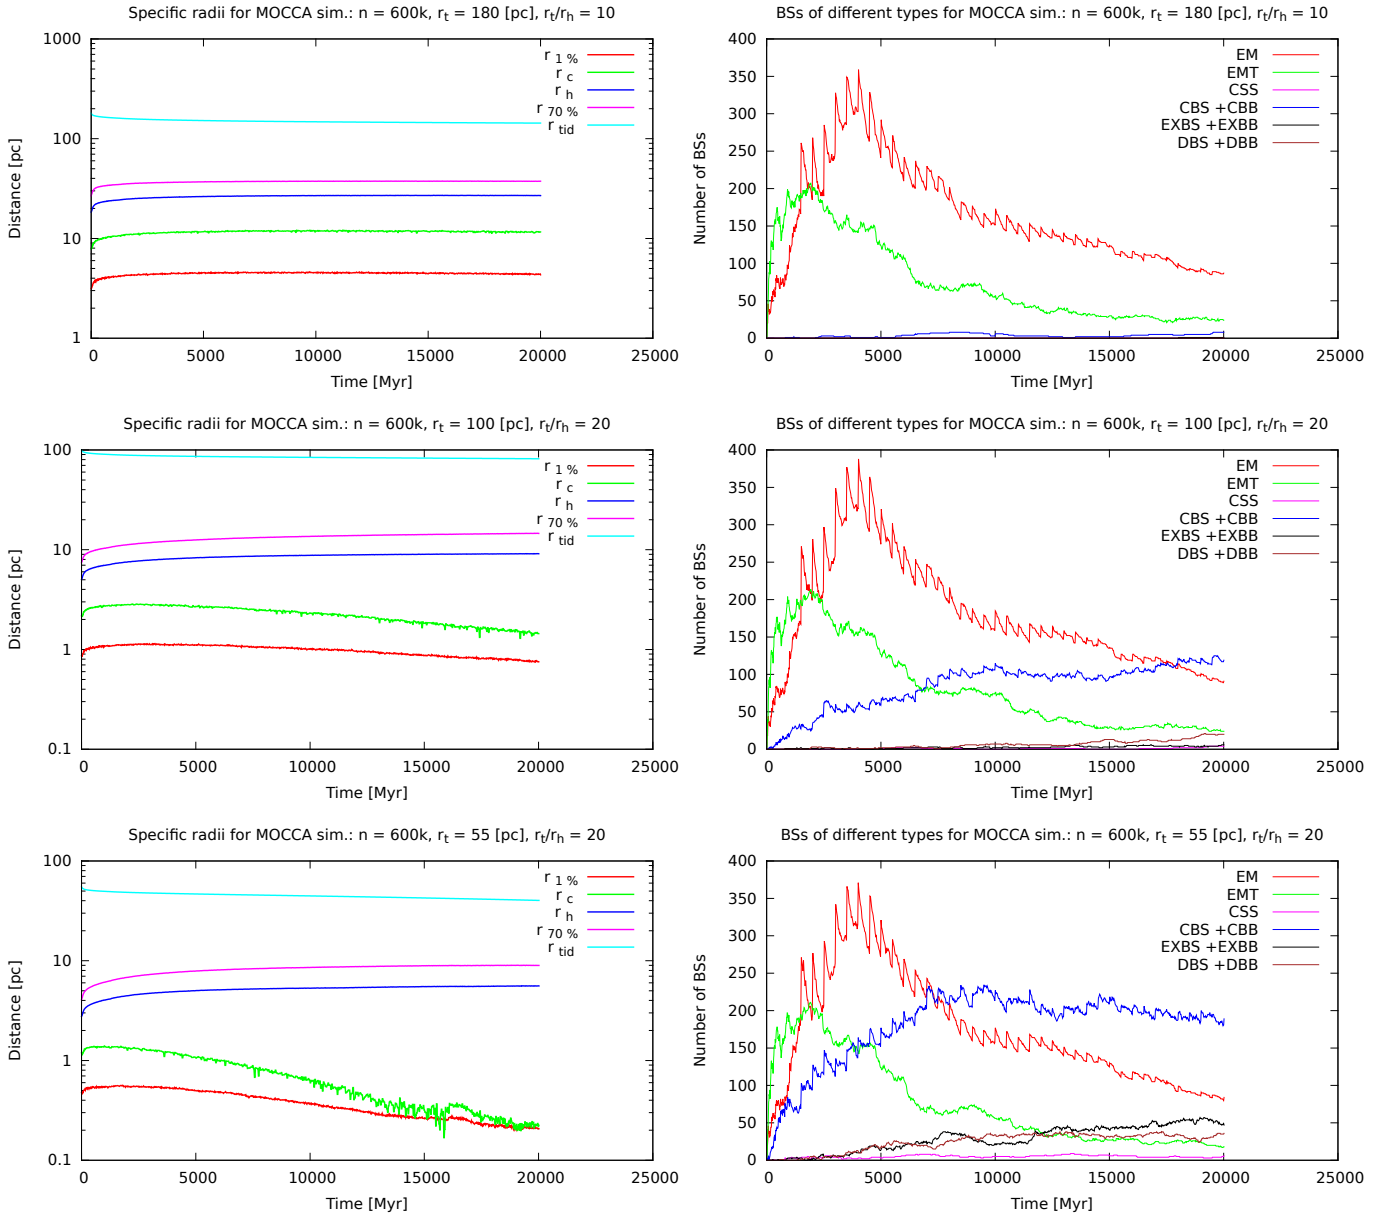 Specific radii for MOCCA sim.: n = 600k, rt = 180 [pc], rt/rh = 10
1000
100
10
1
Distance [pc]
r 1 %
r c
r h
r 70 %
r tid
0 5000 10000 15000 20000 25000
Time [Myr]
BSs of different types for MOCCA sim.: n = 600k, rt = 180 [pc], rt/rh = 10
400
350
300
250
200
150
100
50
0
Number of BSs
EM
EMT
CSS
CBS +CBB
EXBS +EXBB
DBS +DBB
0 5000 10000 15000 20000 25000
Time [Myr]
Specific radii for MOCCA sim.: n = 600k, rt = 100 [pc], rt/rh = 20
100
10
1
0.1
Distance [pc]
r 1 %
r c
r h
r 70 %
r tid
0 5000 10000 15000 20000 25000
Time [Myr]
BSs of different types for MOCCA sim.: n = 600k, rt = 100 [pc], rt/rh = 20
400
350
300
250
200
150
100
50
0
Number of BSs
EM
EMT
CSS
CBS +CBB
EXBS +EXBB
DBS +DBB
0 5000 10000 15000 20000 25000
Time [Myr]
Specific radii for MOCCA sim.: n = 600k, rt = 55 [pc], rt/rh = 20
100
10
1
0.1
Distance [pc]
r 1 %
r c
r h
r 70 %
r tid
0 5000 10000 15000 20000 25000
Time [Myr]
BSs of different types for MOCCA sim.: n = 600k, rt = 55 [pc], rt/rh = 20
400
350
300
250
200
150
100
50
0
Number of BSs
EM
EMT
CSS
CBS +CBB
EXBS +EXBB
DBS +DBB
0 5000 10000 15000 20000 25000
Time [Myr]